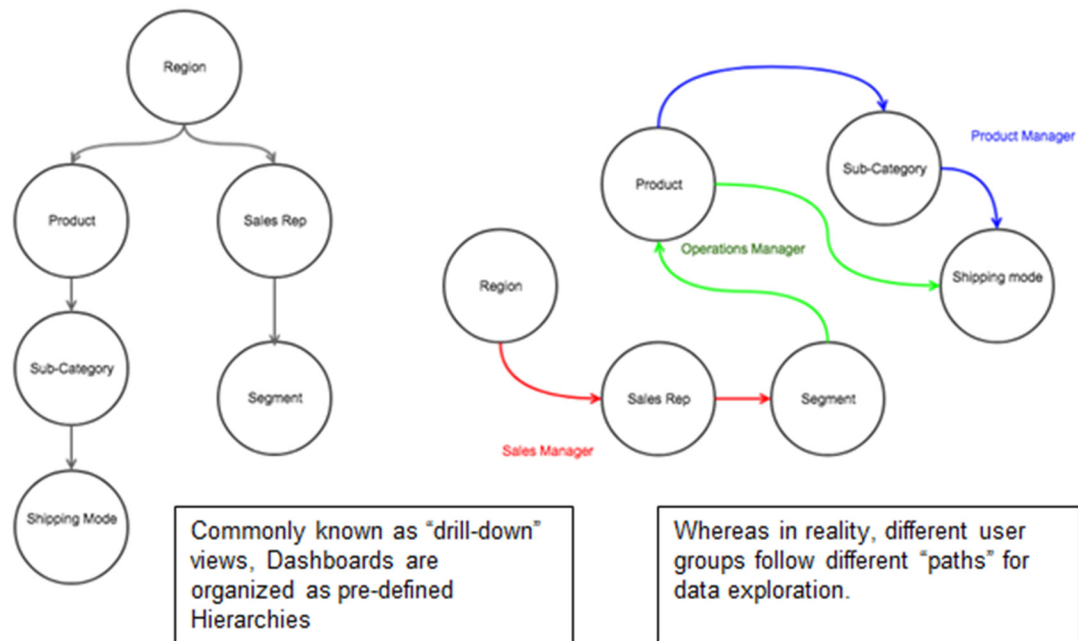 Region
Product
Sales Rep
Sub-Category
Segment
Shipping Mode
Commonly known as “drill-down”
views, Dashboards are
organized as pre-defined
Hierarchies
Product
Sub-Category
Product Manager
Operations Manager
Region
Shipping mode
Sales Rep
Segment
Sales Manager
Whereas in reality, different user
groups follow different “paths” for
data exploration.